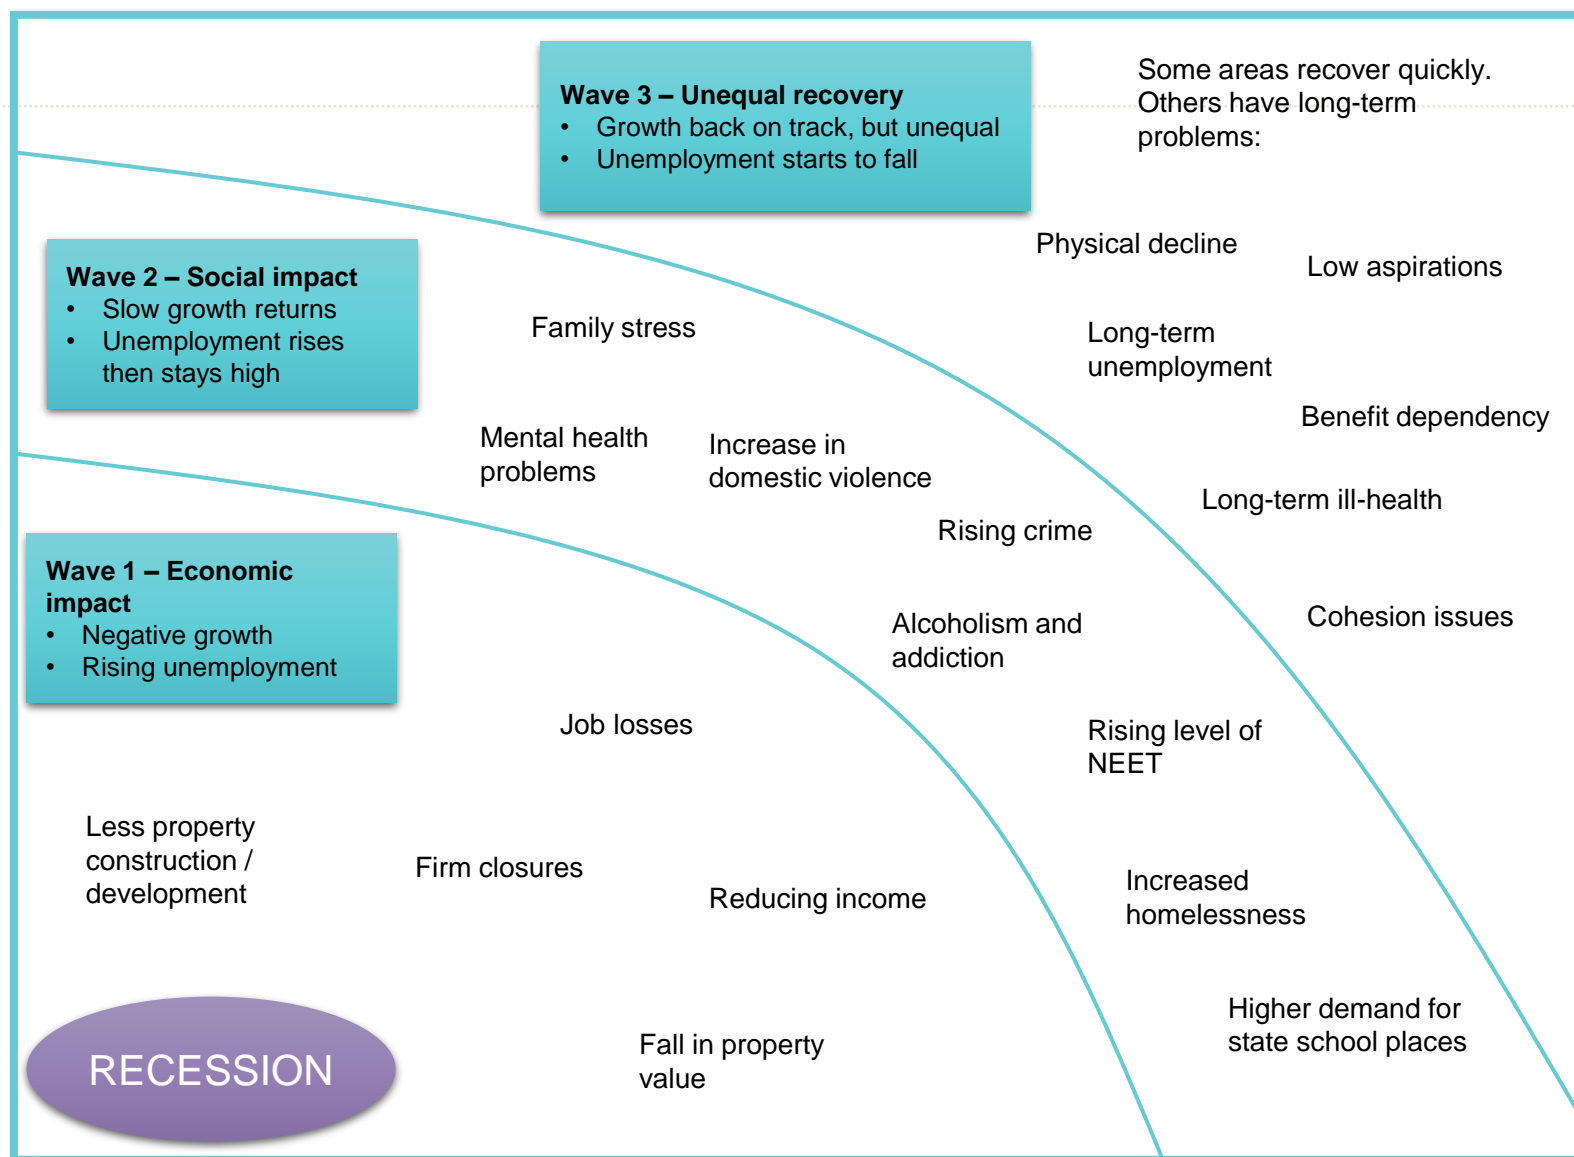 Wave 3 – Unequal recovery
• Growth back on track, but unequal
• Unemployment starts to fall
Some areas recover quickly.
Others have long-term
problems:
Physical decline
Low aspirations
Long-term
unemployment
Benefit dependency
Long-term ill-health
Cohesion issues
Wave 2 – Social impact
• Slow growth returns
• Unemployment rises
then stays high
Family stress
Mental health
problems
Increase in
domestic violence
Rising crime
Alcoholism and
addiction
Rising level of
NEET
Increased
homelessness
Higher demand for
state school places
Wave 1 – Economic
impact
• Negative growth
• Rising unemployment
Job losses
Less property
construction /
development
Firm closures
Reducing income
Fall in property
value
RECESSION